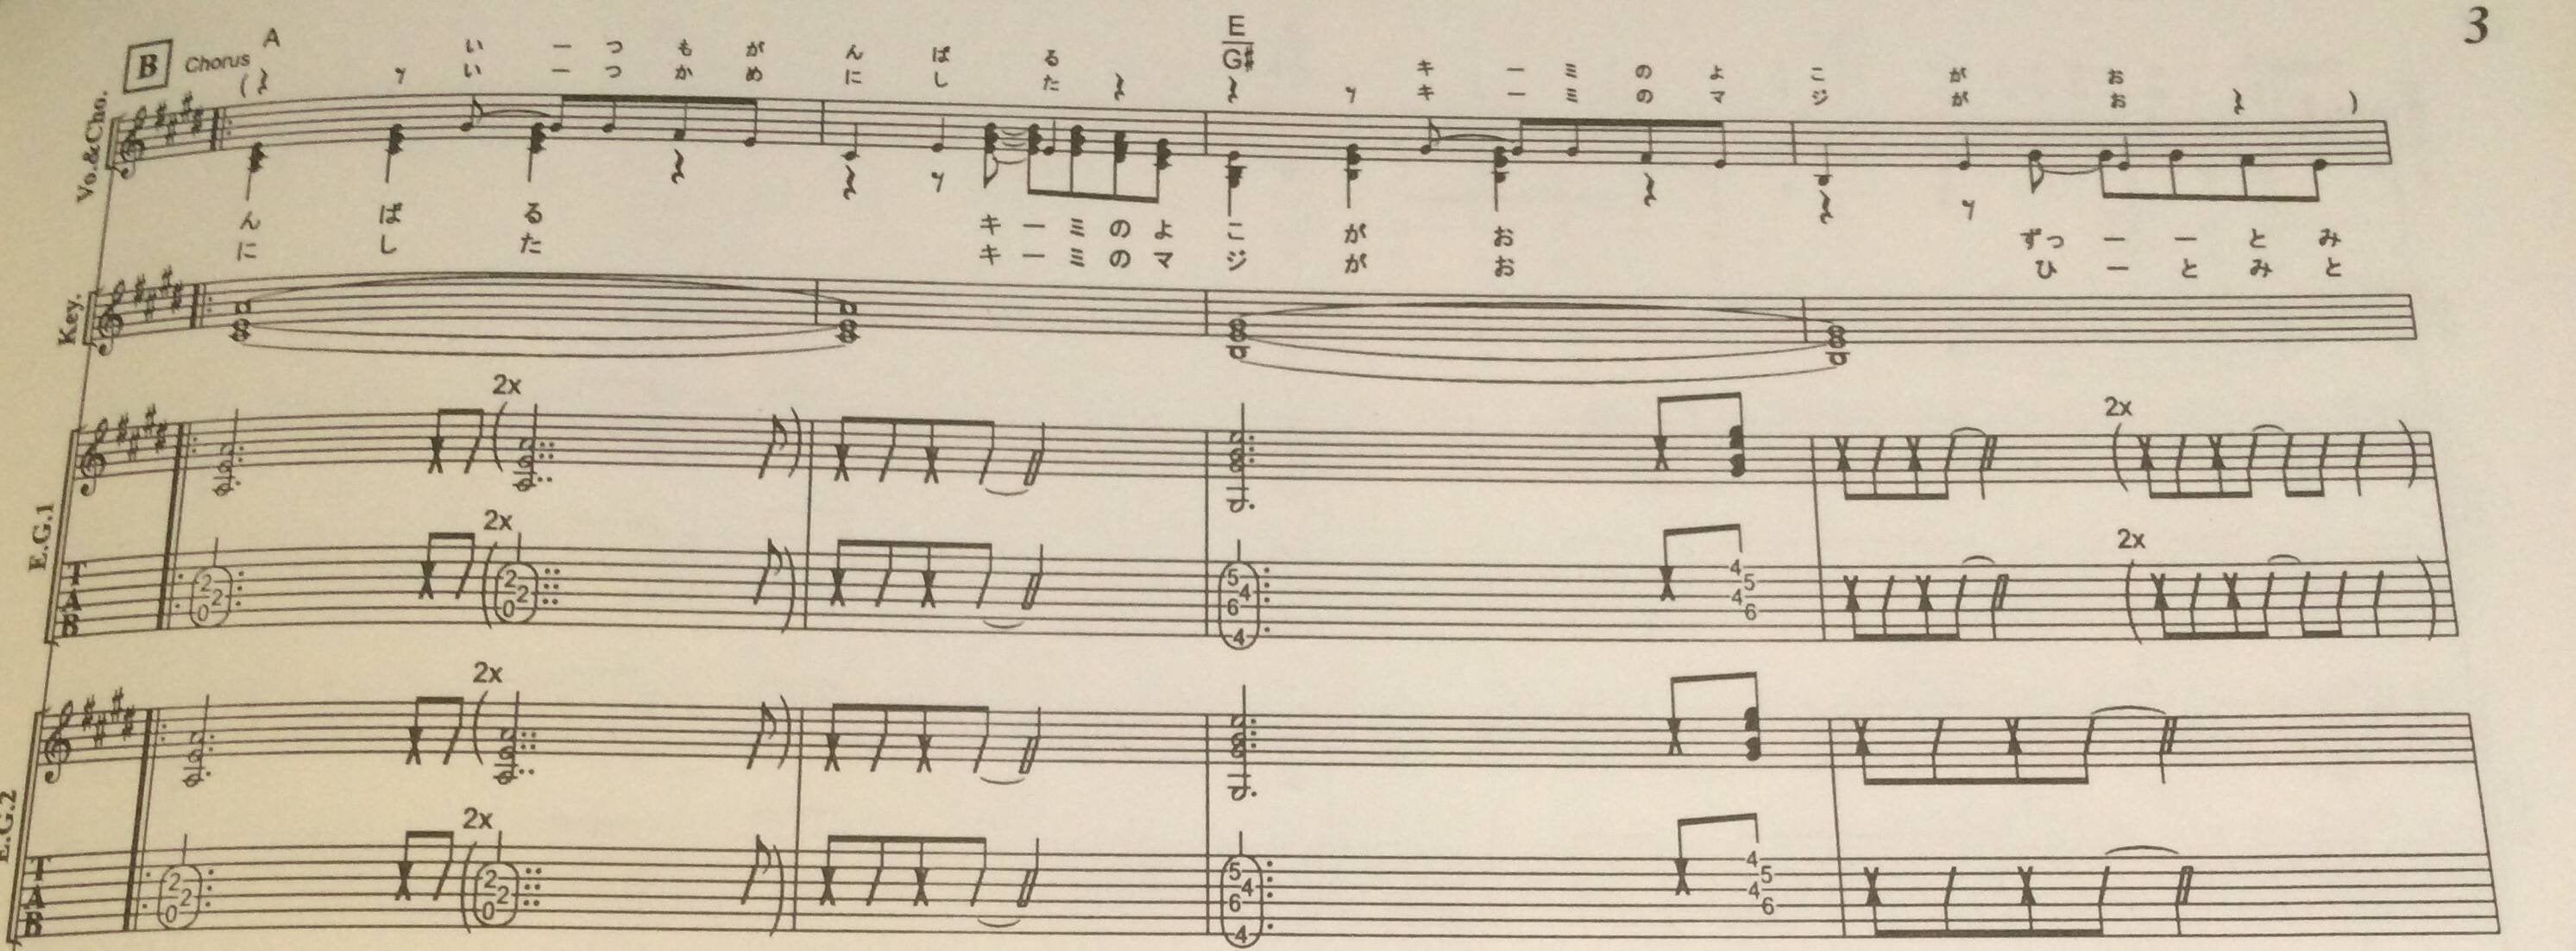 3
B Chorus A E/G#
い ー つ も が ん ば る キ ー ミ の よ こ が お
( い ー つ か め に し た キ ー ミ の マ ジ が お )
Vo.&Cho.
ん ば る キ ー ミ の よ こ が お ずっ ー ー と み
に し た キ ー ミ の マ ジ が お ひ ー と み と
Key.
2x 2x
E.G.1
2x 2x
T A B
2 2 0 ( 2 2 0 ) 5 4 6 4 4 5 4 6
2x
E.G.2
2x
T A B
2 2 0 ( 2 2 0 ) 5 4 6 4 4 5 4 6